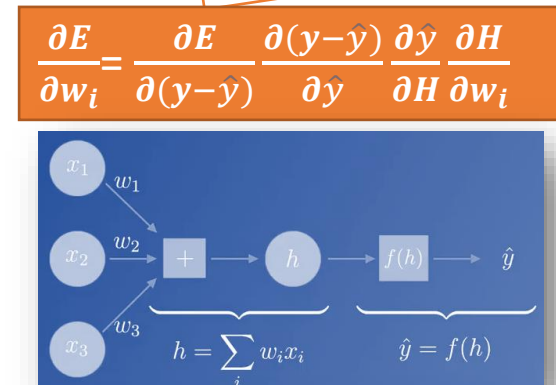 ∂E/∂wᵢ = ∂E/∂(y−ŷ) ∂(y−ŷ)/∂ŷ ∂ŷ/∂H ∂H/∂wᵢ
x₁
w₁
x₂ w₂ + h f(h) ŷ
w₃
x₃
h = ∑ᵢ wᵢxᵢ ŷ = f(h)